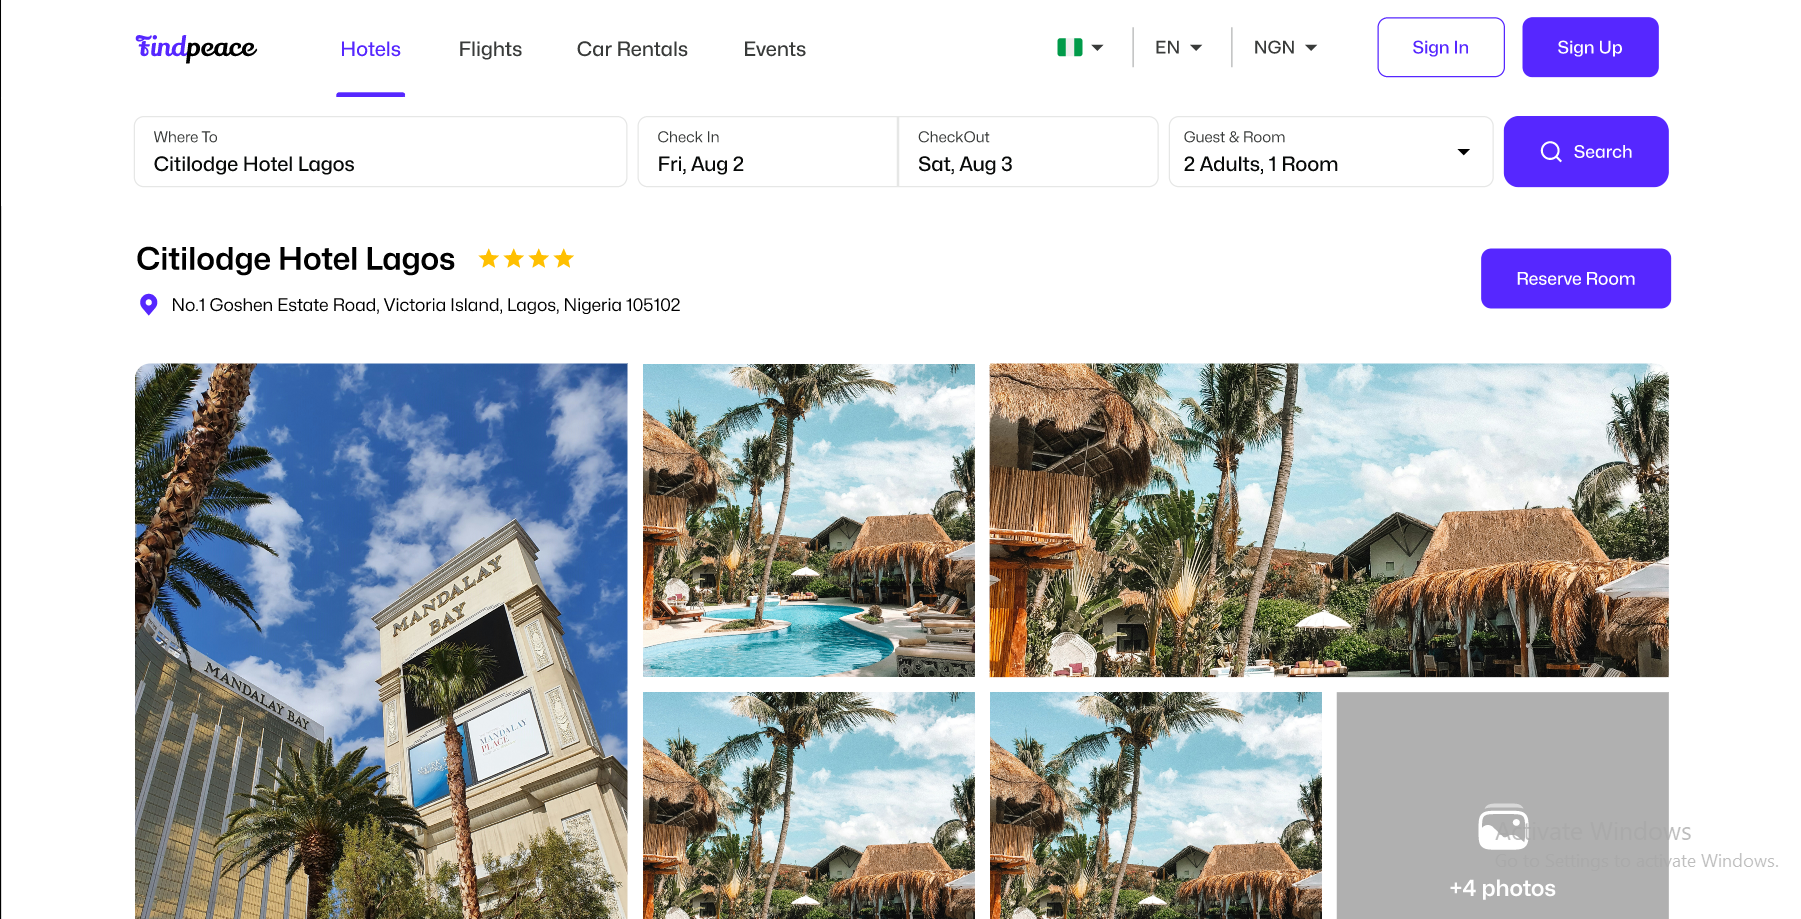 Findpeace
Hotels
Flights
Car Rentals
Events
EN
NGN
Sign In
Sign Up
Where To
Citilodge Hotel Lagos
Check In
Fri, Aug 2
CheckOut
Sat, Aug 3
Guest & Room
2 Adults, 1 Room
Search
Citilodge Hotel Lagos
No.1 Goshen Estate Road, Victoria Island, Lagos, Nigeria 105102
Reserve Room
MANDALAY
BAY
MANDALAY BAY
MANDALAY
PLACE
+4 photos
Activate Windows
Go to Settings to activate Windows.